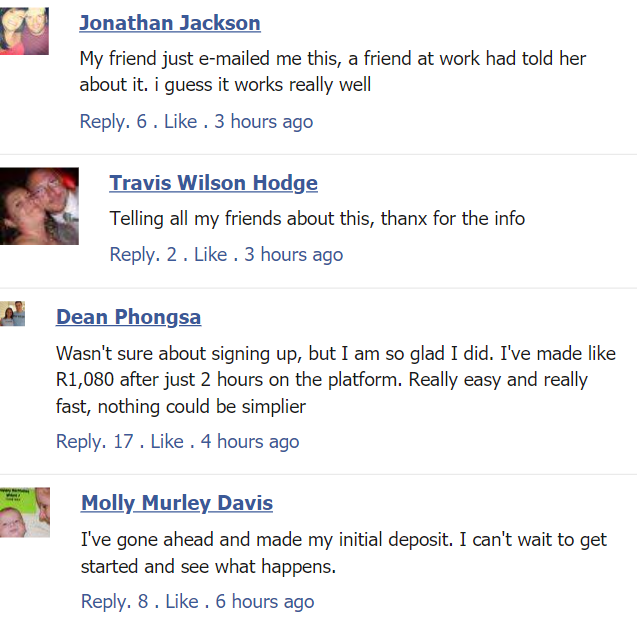 Jonathan Jackson
My friend just e-mailed me this, a friend at work had told her
about it. i guess it works really well
Reply. 6 . Like . 3 hours ago
Travis Wilson Hodge
Telling all my friends about this, thanx for the info
Reply. 2 . Like . 3 hours ago
Dean Phongsa
Wasn't sure about signing up, but I am so glad I did. I've made like
R1,080 after just 2 hours on the platform. Really easy and really
fast, nothing could be simplier
Reply. 17 . Like . 4 hours ago
Molly Murley Davis
I've gone ahead and made my initial deposit. I can't wait to get
started and see what happens.
Reply. 8 . Like . 6 hours ago